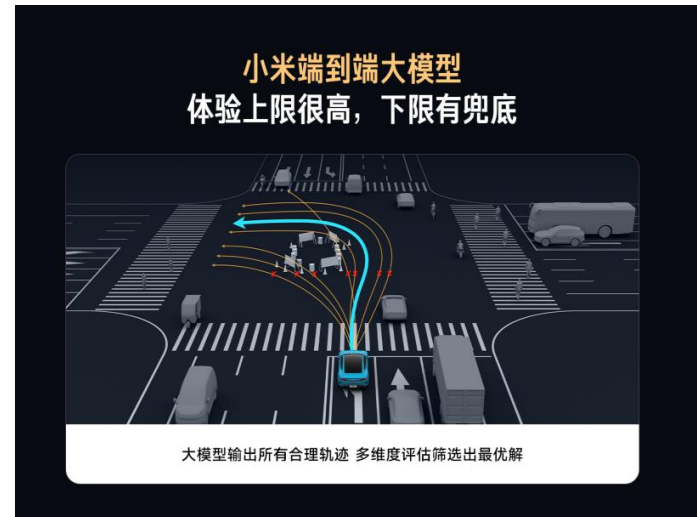 小米端到端大模型
体验上限很高，下限有兜底
大模型输出所有合理轨迹 多维度评估筛选出最优解